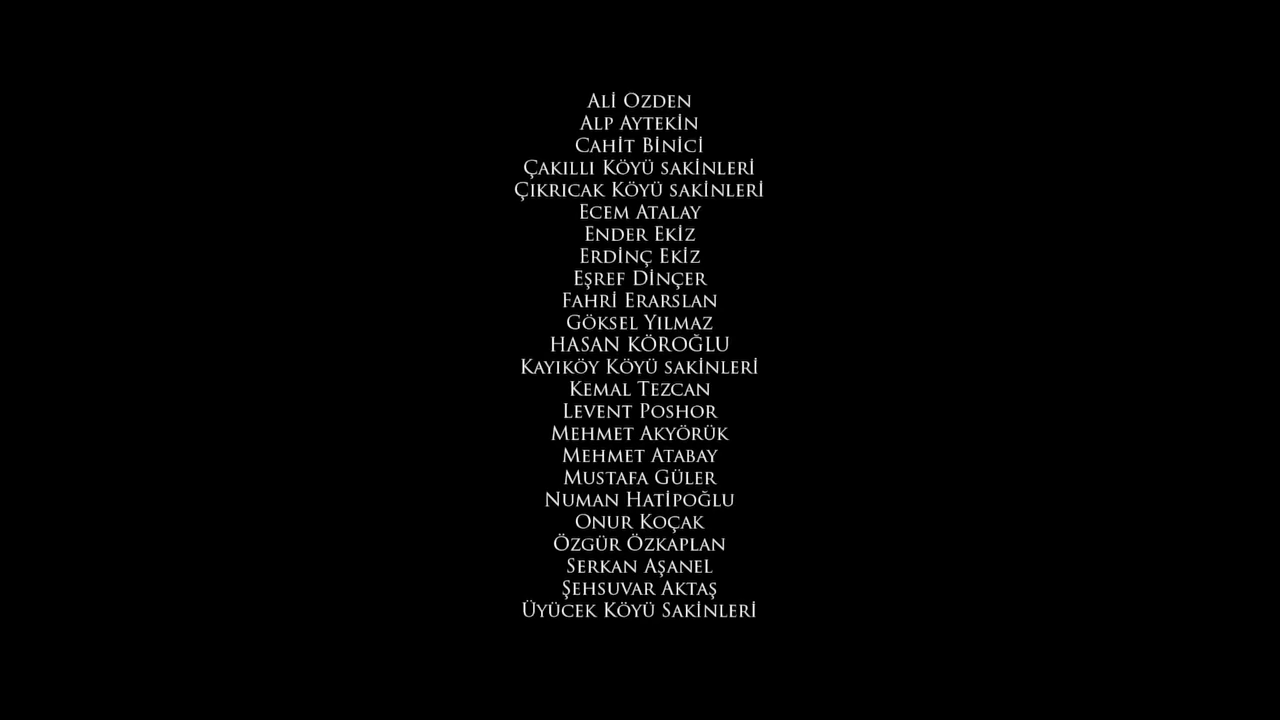 Ali Ozden
Alp Aytekin
Cahit Binici
Çakıllı Köyü sakinleri
Çıkrıcak Köyü sakinleri
Ecem Atalay
Ender Ekiz
Erdinç Ekiz
Eşref Dinçer
Fahri Erarslan
Göksel Yılmaz
HASAN KÖROĞLU
Kayıköy Köyü sakinleri
Kemal Tezcan
Levent Poshor
Mehmet Akyörük
Mehmet Atabay
Mustafa Güler
Numan Hatipoğlu
Onur Koçak
Özgür Özkaplan
Serkan Aşanel
Şehsuvar Aktaş
Üyücek Köyü Sakinleri